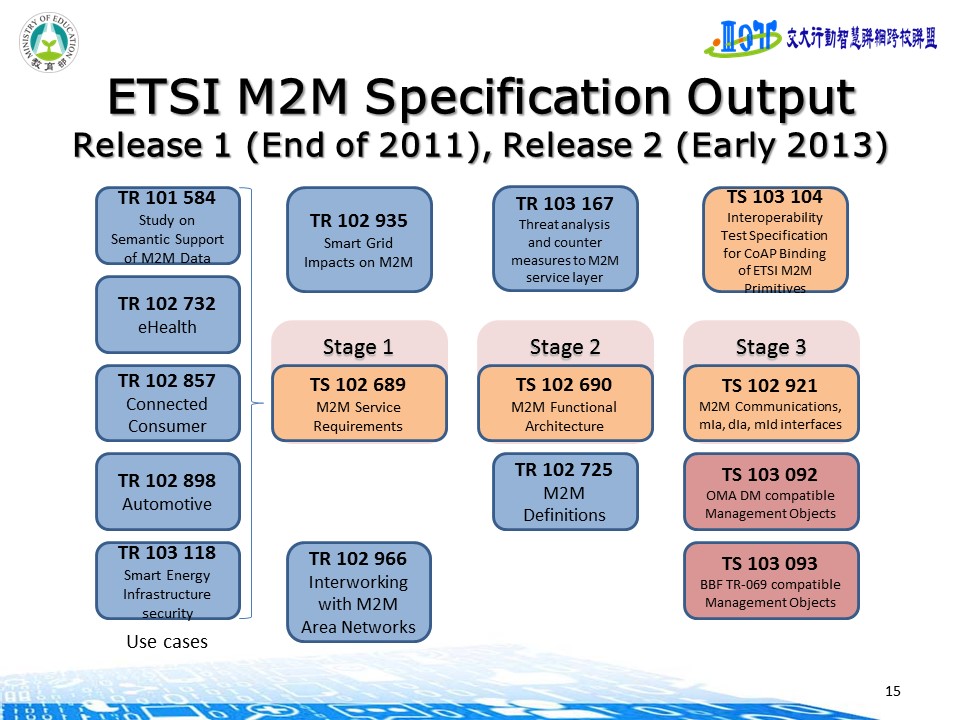 MINISTRY OF EDUCATION
教育部
交大行動智慧聯網跨校聯盟
ETSI M2M Specification Output
Release 1 (End of 2011), Release 2 (Early 2013)
TR 101 584
Study on
Semantic Support
of M2M Data
TR 102 732
eHealth
TR 102 857
Connected
Consumer
TR 102 898
Automotive
TR 103 118
Smart Energy
Infrastructure
security
Use cases
TR 102 935
Smart Grid
Impacts on M2M
Stage 1
TS 102 689
M2M Service
Requirements
TR 102 966
Interworking
with M2M
Area Networks
TR 103 167
Threat analysis
and counter
measures to M2M
service layer
Stage 2
TS 102 690
M2M Functional
Architecture
TR 102 725
M2M
Definitions
TS 103 104
Interoperability
Test Specification
for CoAP Binding
of ETSI M2M
Primitives
Stage 3
TS 102 921
M2M Communications,
mIa, dIa, mId interfaces
TS 103 092
OMA DM compatible
Management Objects
TS 103 093
BBF TR-069 compatible
Management Objects
15